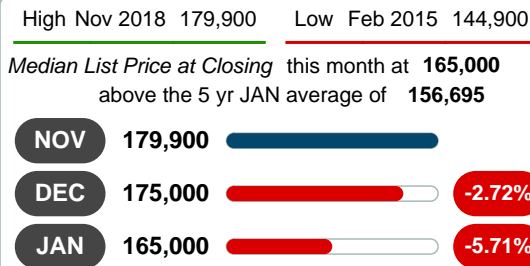 High Nov 2018 179,900 Low Feb 2015 144,900
Median List Price at Closing this month at 165,000
above the 5 yr JAN average of 156,695
NOV 179,900
DEC 175,000 -2.72%
JAN 165,000 -5.71%